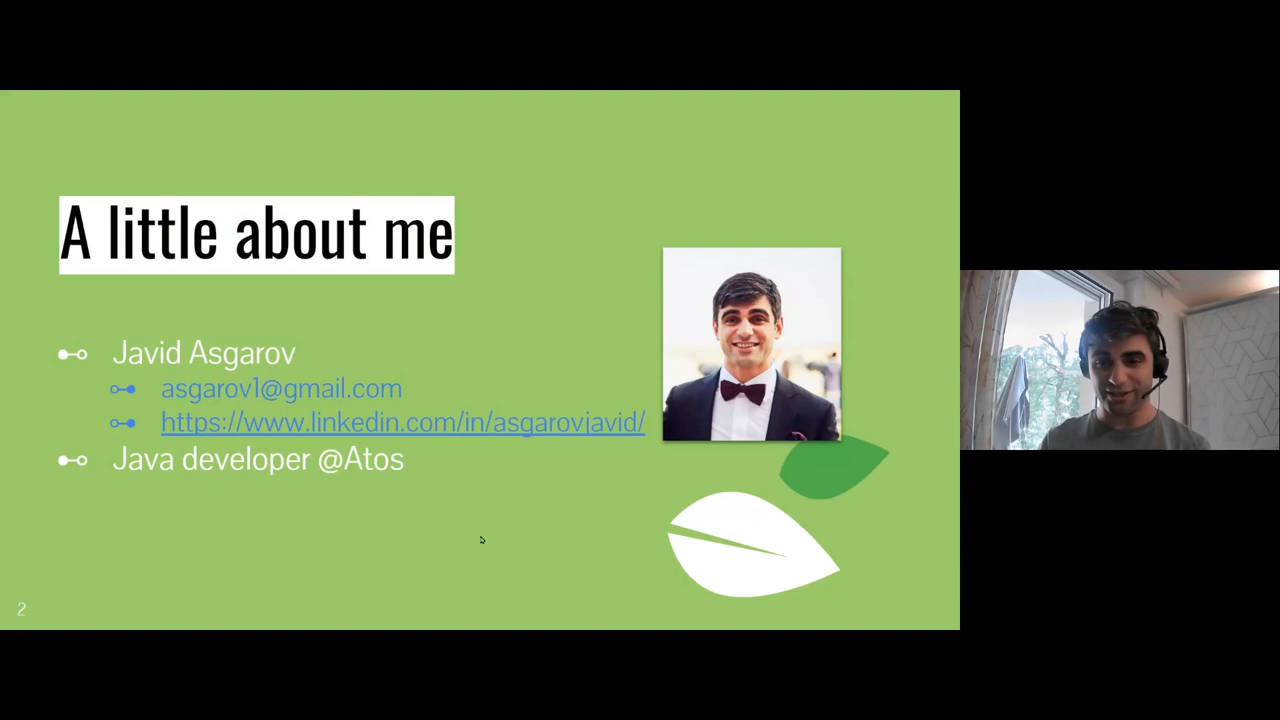 A little about me
Javid Asgarov
asgarov1@gmail.com
https://www.linkedin.com/in/asgarovjavid/
Java developer @Atos
2